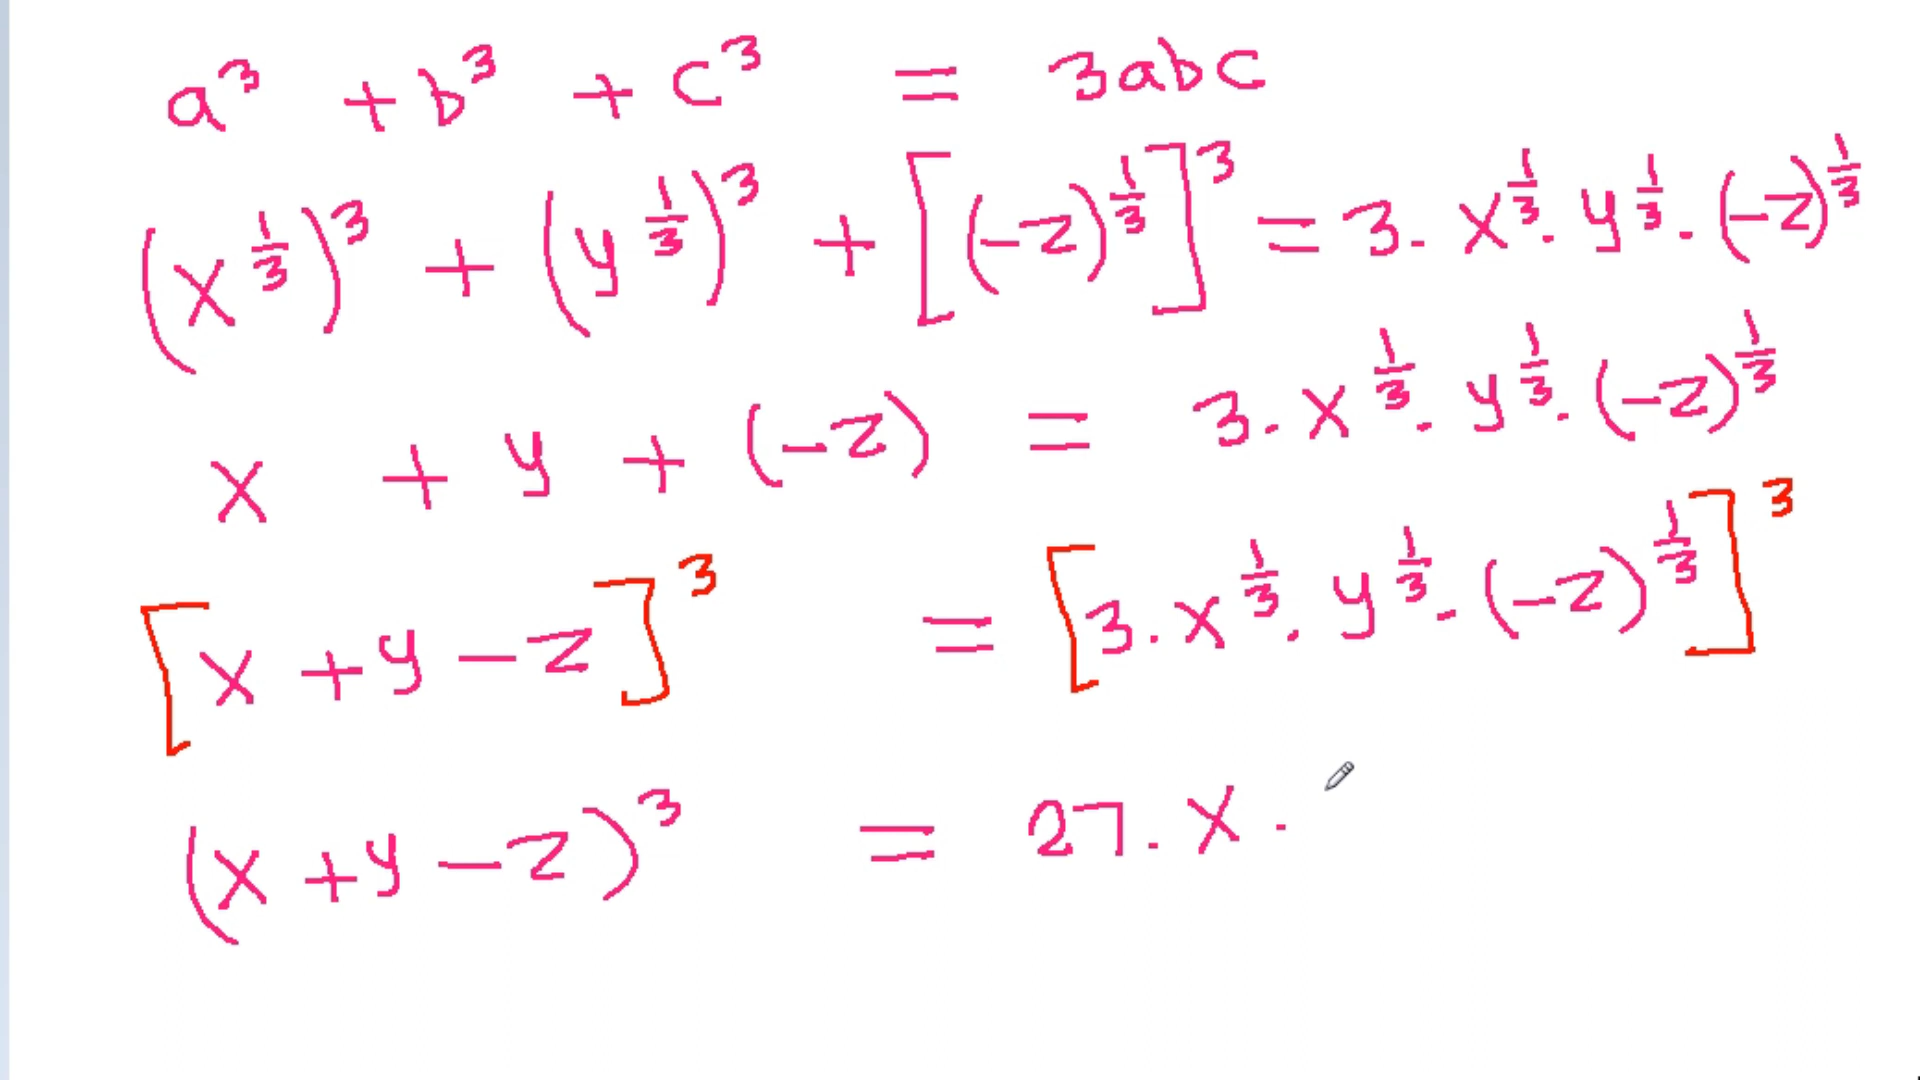 a³ + b³ + c³ = 3abc
(x^{1/3})³ + (y^{1/3})³ + [(-z)^{1/3}]³ = 3. x^{1/3}. y^{1/3}. (-z)^{1/3}
x + y + (-z) = 3. x^{1/3}. y^{1/3}. (-z)^{1/3}
[x + y - z]³ = [3. x^{1/3}. y^{1/3}. (-z)^{1/3}]³
(x + y - z)³ = 27. x.